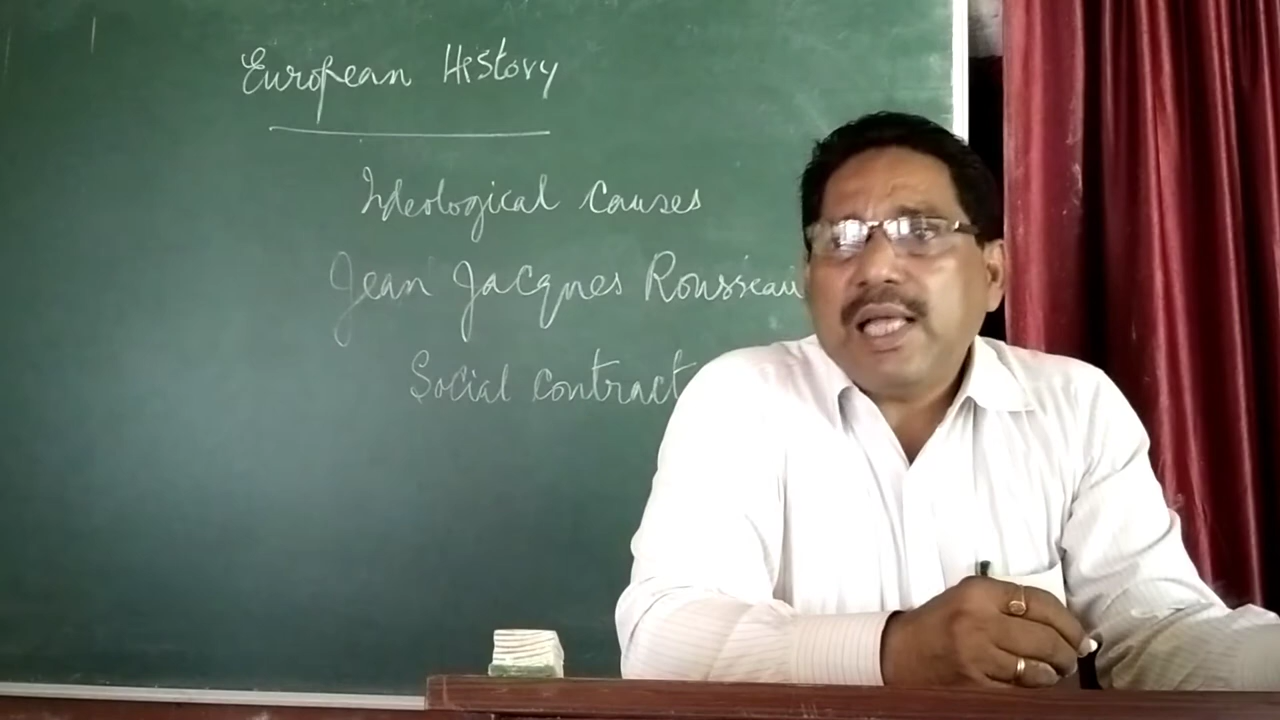 European History
Ideological causes
Jean Jacques Rousseau
Social contract